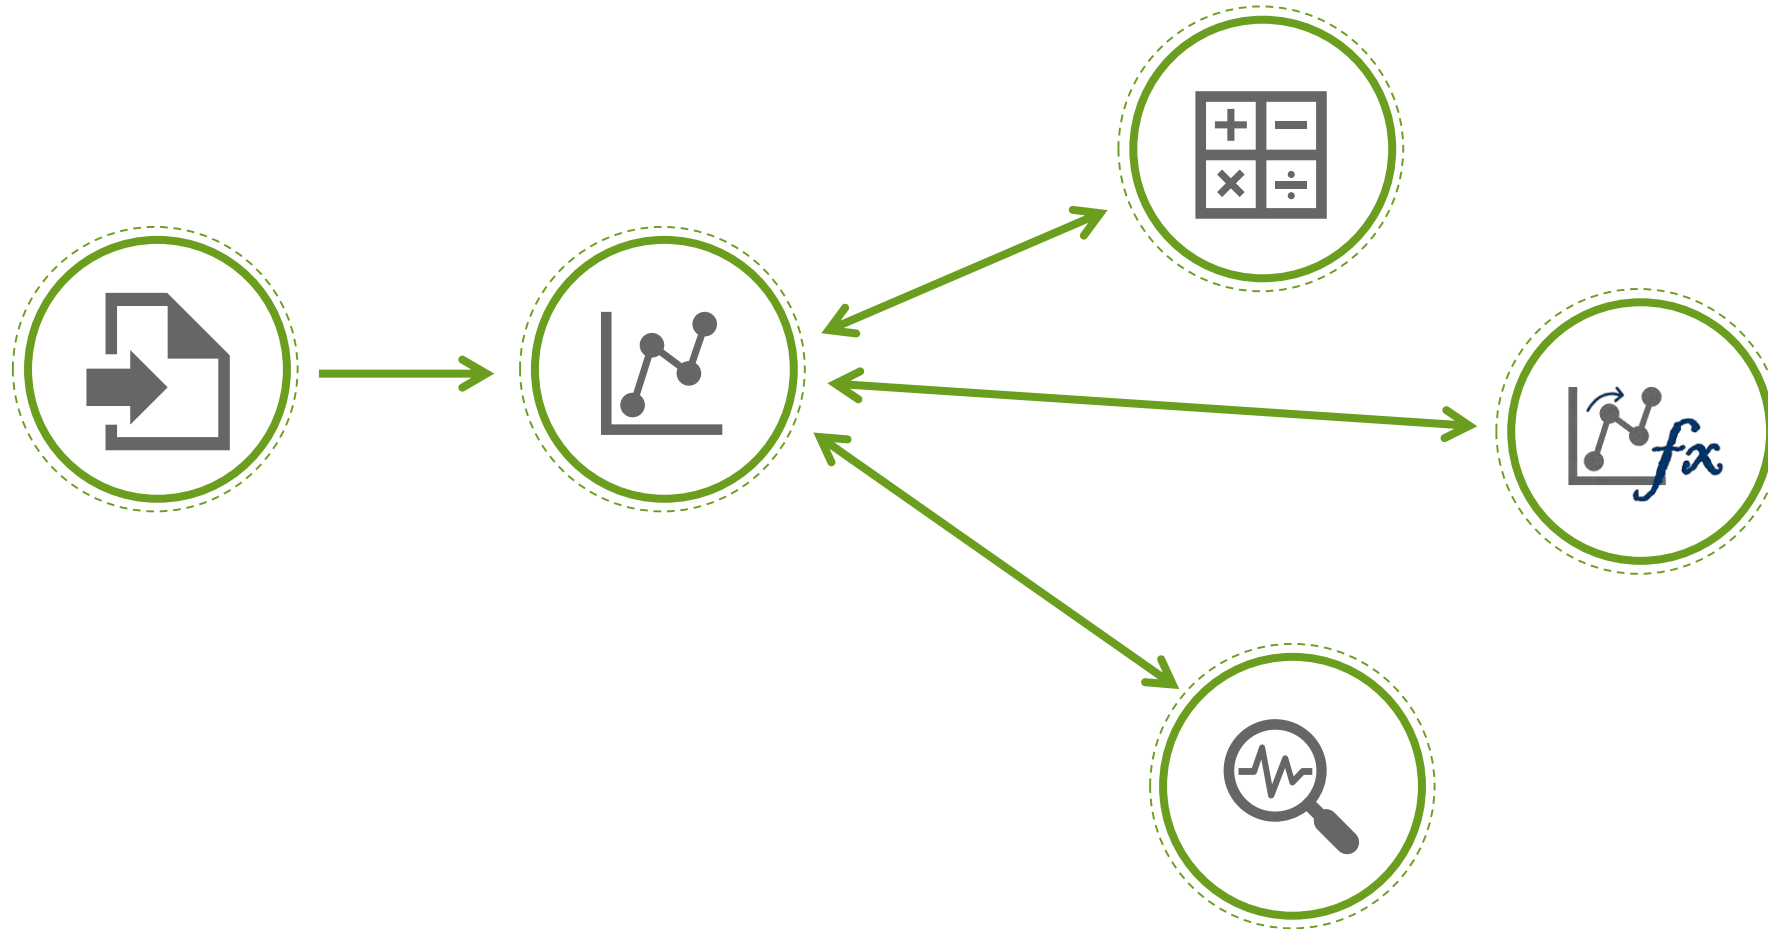 + −
× ÷
fx